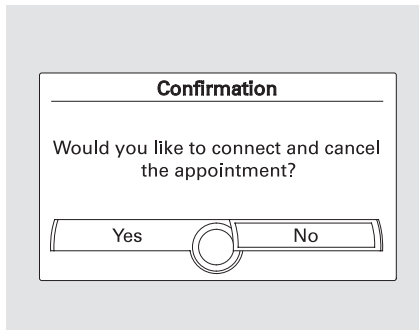 Confirmation
Would you like to connect and cancel
the appointment?
Yes
No